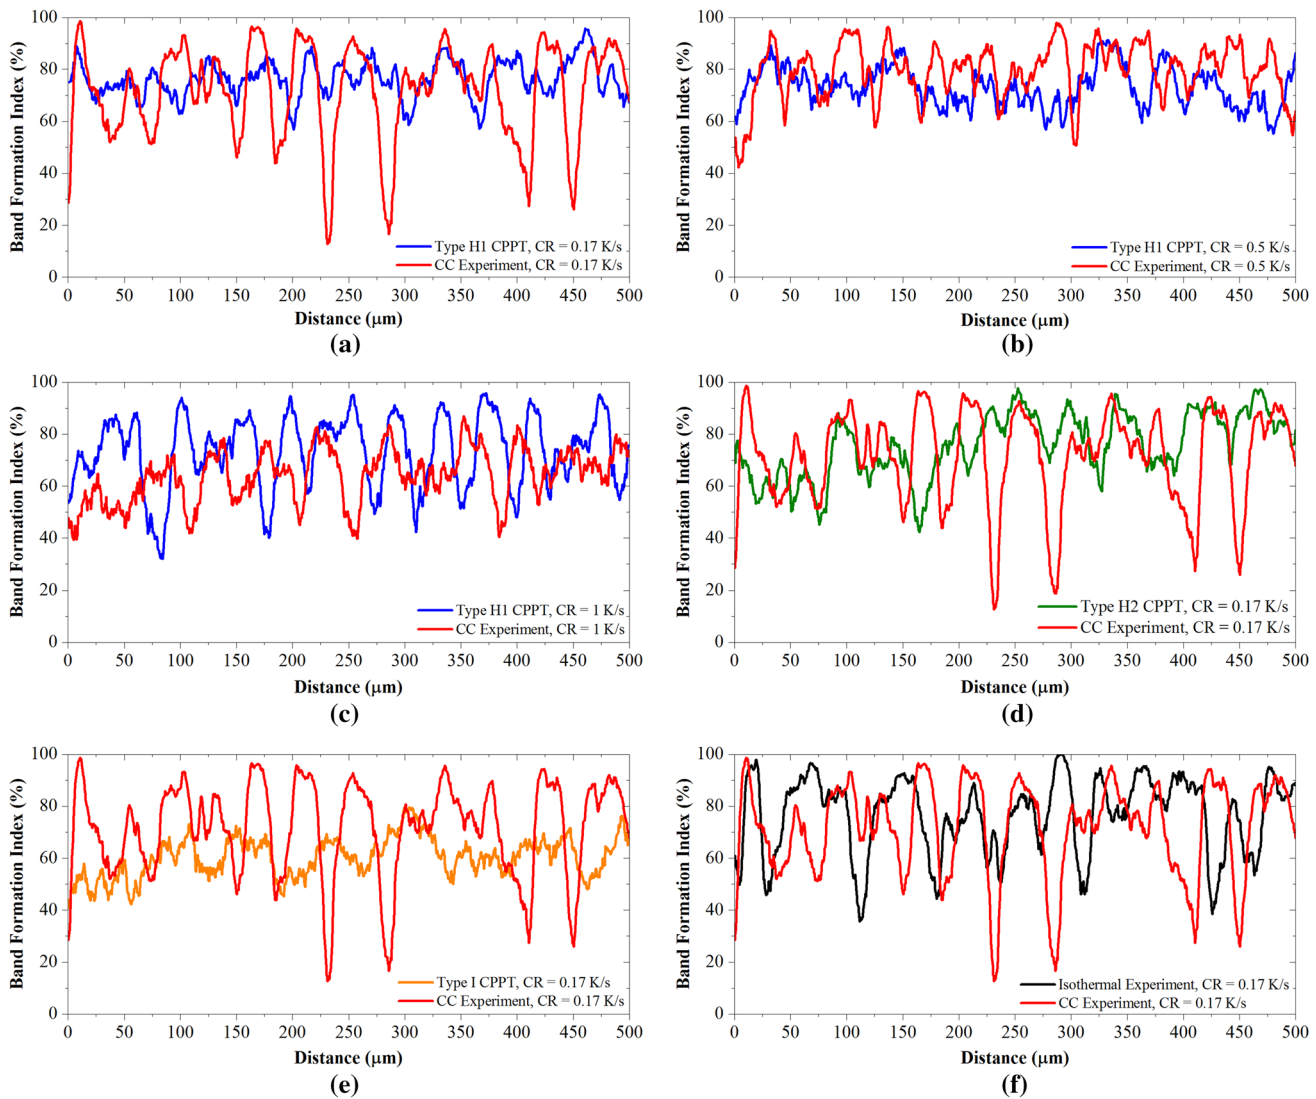 Band Formation Index (%)
100
80
60
40
20
0
Type H1 CPPT, CR = 0.17 K/s
CC Experiment, CR = 0.17 K/s
0 50 100 150 200 250 300 350 400 450 500
Distance (μm)
(a)
Band Formation Index (%)
100
80
60
40
20
0
Type H1 CPPT, CR = 0.5 K/s
CC Experiment, CR = 0.5 K/s
0 50 100 150 200 250 300 350 400 450 500
Distance (μm)
(b)
Band Formation Index (%)
100
80
60
40
20
0
Type H1 CPPT, CR = 1 K/s
CC Experiment, CR = 1 K/s
0 50 100 150 200 250 300 350 400 450 500
Distance (μm)
(c)
Band Formation Index (%)
100
80
60
40
20
0
Type H2 CPPT, CR = 0.17 K/s
CC Experiment, CR = 0.17 K/s
0 50 100 150 200 250 300 350 400 450 500
Distance (μm)
(d)
Band Formation Index (%)
100
80
60
40
20
0
Type I CPPT, CR = 0.17 K/s
CC Experiment, CR = 0.17 K/s
0 50 100 150 200 250 300 350 400 450 500
Distance (μm)
(e)
Band Formation Index (%)
100
80
60
40
20
0
Isothermal Experiment, CR = 0.17 K/s
CC Experiment, CR = 0.17 K/s
0 50 100 150 200 250 300 350 400 450 500
Distance (μm)
(f)